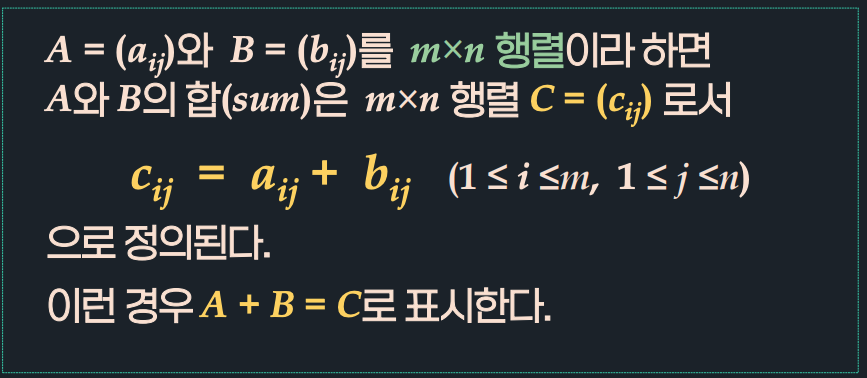 A = (aᵢⱼ)와 B = (bᵢⱼ)를 m×n 행렬이라 하면
A와 B의 합(sum)은 m×n 행렬 C = (cᵢⱼ) 로서
cᵢⱼ = aᵢⱼ + bᵢⱼ (1 ≤ i ≤m, 1 ≤ j ≤n)
으로 정의된다.
이런 경우 A + B = C로 표시한다.